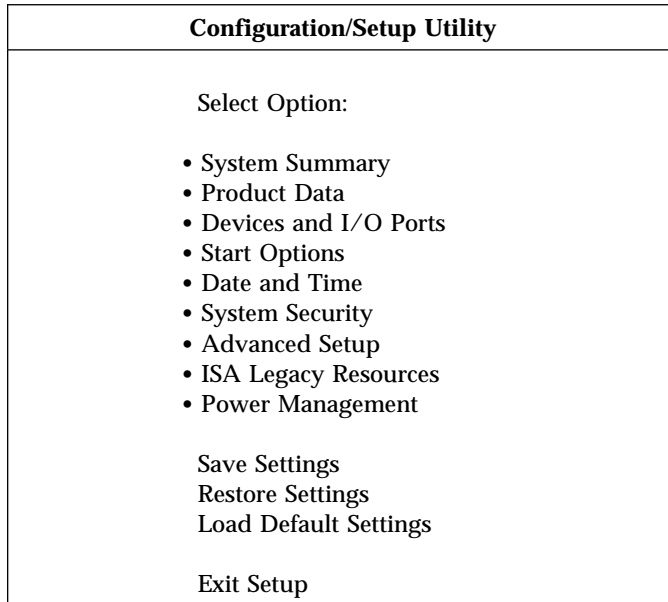 Configuration/Setup Utility
Select Option:
• System Summary
• Product Data
• Devices and I/O Ports
• Start Options
• Date and Time
• System Security
• Advanced Setup
• ISA Legacy Resources
• Power Management
Save Settings
Restore Settings
Load Default Settings
Exit Setup